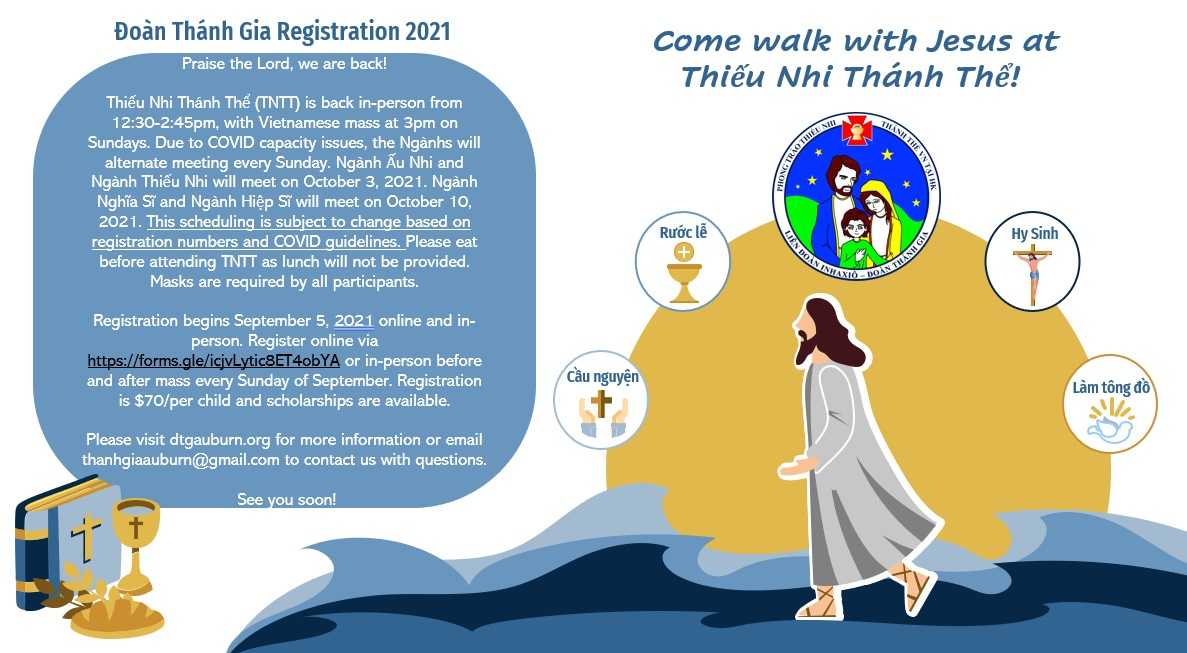 Đoàn Thánh Gia Registration 2021
Praise the Lord, we are back!
Thiếu Nhi Thánh Thể (TNTT) is back in-person from
12:30-2:45pm, with Vietnamese mass at 3pm on
Sundays. Due to COVID capacity issues, the Ngànhs will
alternate meeting every Sunday. Ngành Ấu Nhi and
Ngành Thiếu Nhi will meet on October 3, 2021. Ngành
Nghĩa Sĩ and Ngành Hiệp Sĩ will meet on October 10,
2021. This scheduling is subject to change based on
registration numbers and COVID guidelines. Please eat
before attending TNTT as lunch will not be provided.
Masks are required by all participants.
Registration begins September 5, 2021 online and in-
person. Register online via
https://forms.gle/icjvLytic8ET4obYA or in-person before
and after mass every Sunday of September. Registration
is $70/per child and scholarships are available.
Please visit dtgauburn.org for more information or email
thanhgiaauburn@gmail.com to contact us with questions.
See you soon!
Come walk with Jesus at
Thiếu Nhi Thánh Thể!
PHONG TRÀO THIẾU NHI THÁNH THỂ VN TẠI HK
LIÊN ĐOÀN INHAXIÔ – ĐOÀN THÁNH GIA
Rước lễ
Hy Sinh
Cầu nguyện
Làm tông đồ